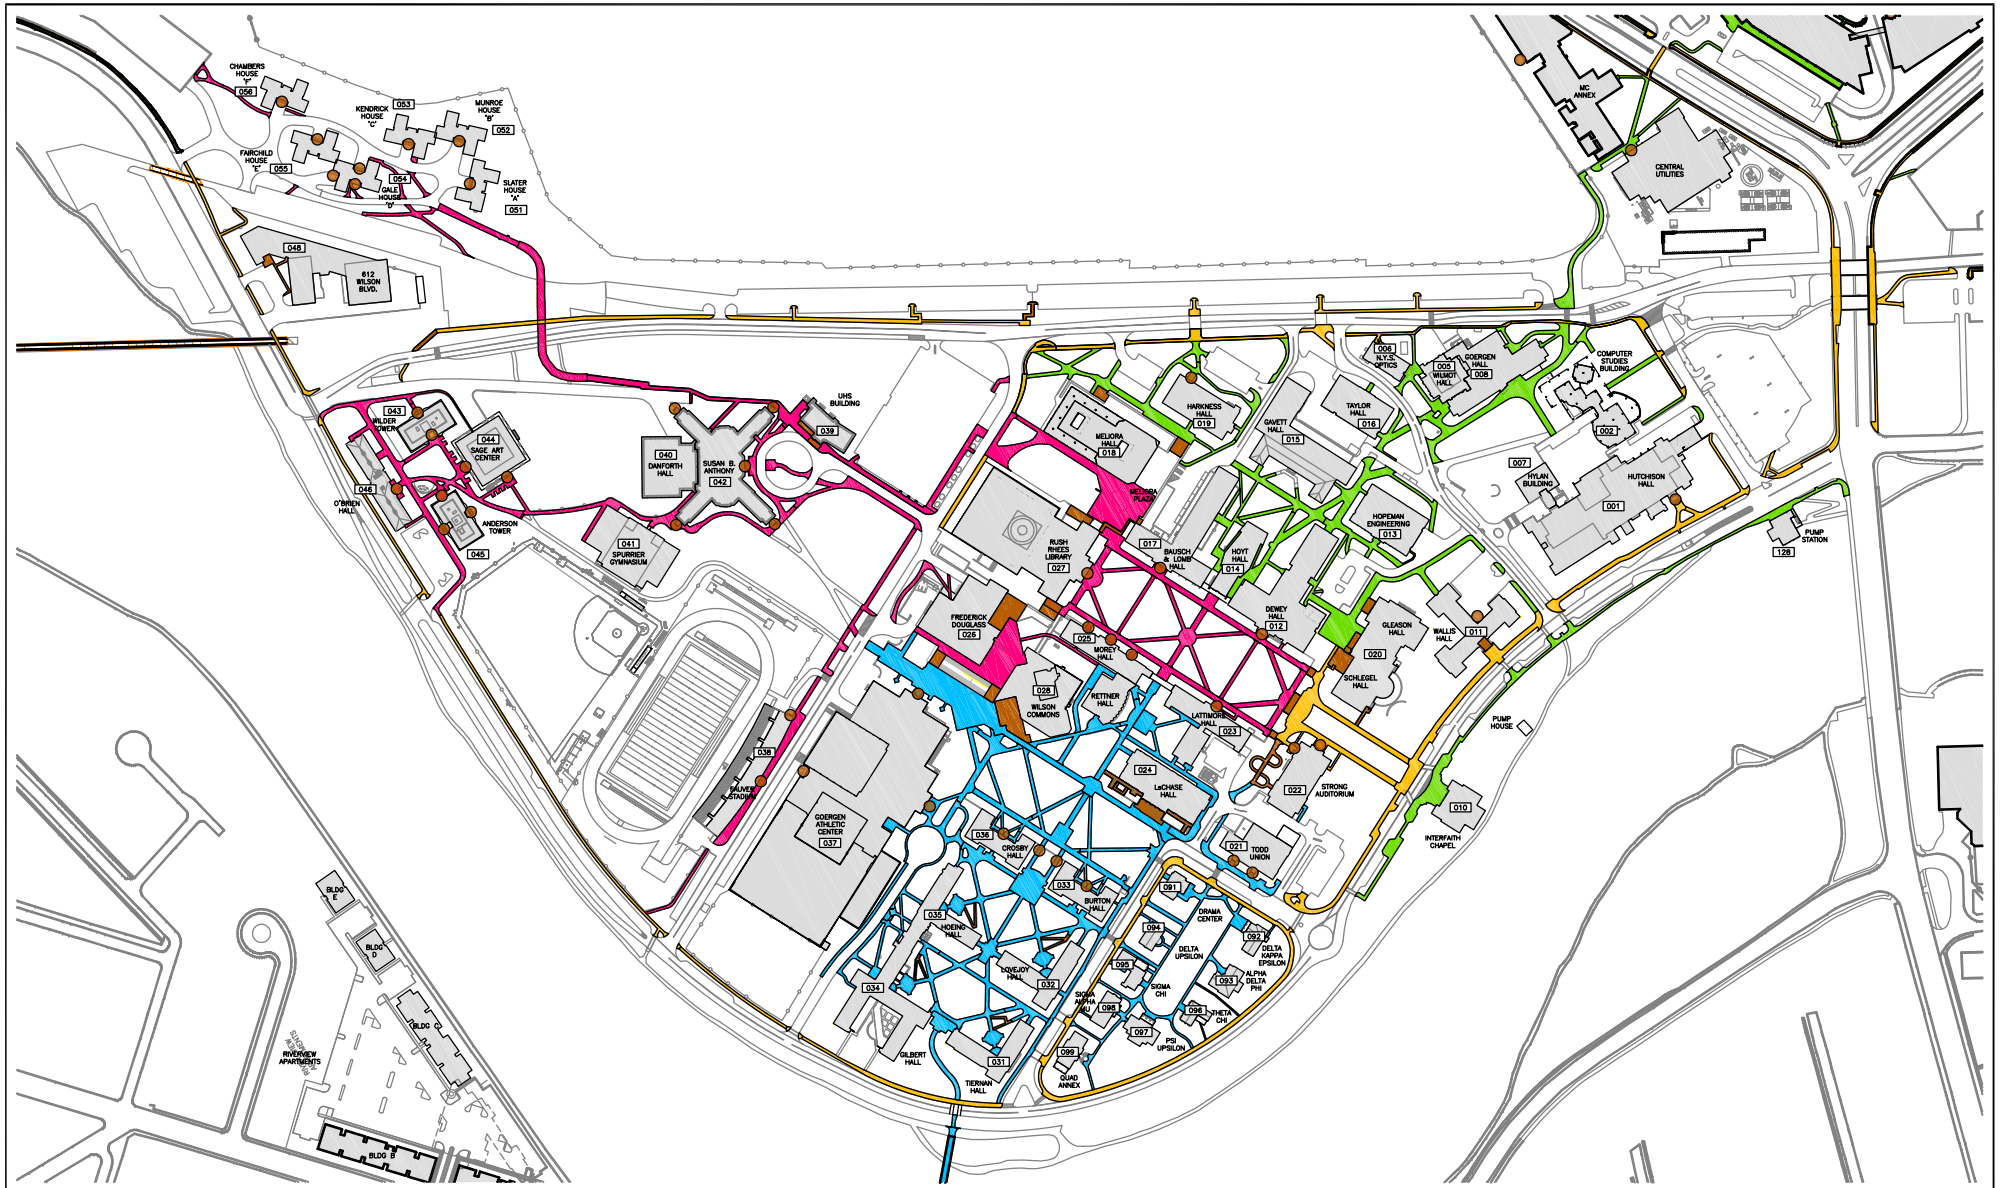 CHAMBERS
HOUSE
"F"
056
KENDRICK
HOUSE
"C"
053
MUNROE
HOUSE
"B"
052
FAIRCHILD
HOUSE
"E"
055
054
GALE
HOUSE
"D"
SLATER
HOUSE
"A"
051
048
612
WILSON
BLVD.
MC
ANNEX
CENTRAL
UTILITIES
043
WILDER
TOWER
044
SAGE ART
CENTER
046
O'BRIEN
HALL
ANDERSON
TOWER
045
040
DANFORTH
HALL
SUSAN B.
ANTHONY
042
UHS
BUILDING
039
041
SPURRIER
GYMNASIUM
MELIORA
HALL
018
MELIORA
PLAZA
HARKNESS
HALL
019
GAVETT
HALL
015
TAYLOR
HALL
016
006
N.Y.S.
OPTICS
005
WILMOT
HALL
GOERGEN
HALL
008
COMPUTER
STUDIES
BUILDING
002
007
HYLAN
BUILDING
HUTCHISON
HALL
001
PUMP
STATION
128
RUSH
RHEES
LIBRARY
027
017
BAUSCH
& LOMB
HALL
HOYT
HALL
014
HOPEMAN
ENGINEERING
013
DEWEY
HALL
012
GLEASON
HALL
020
SCHLEGEL
HALL
WALLIS
HALL
011
FREDERICK
DOUGLASS
026
025
MOREY
HALL
028
WILSON
COMMONS
RETTNER
HALL
LATTIMORE
HALL
023
024
LaCHASE
HALL
022
STRONG
AUDITORIUM
PUMP
HOUSE
010
INTERFAITH
CHAPEL
021
TODD
UNION
038
FAUVER
STADIUM
GOERGEN
ATHLETIC
CENTER
037
036
CROSBY
HALL
033
BURTON
HALL
035
HOEING
HALL
LOVEJOY
HALL
032
034
GILBERT
HALL
031
TIERNAN
HALL
091
DRAMA
CENTER
094
DELTA
UPSILON
092
DELTA
KAPPA
EPSILON
095
SIGMA
CHI
093
ALPHA
DELTA
PHI
SIGMA
ALPHA
MU
098
096
THETA
CHI
097
PSI
UPSILON
099
QUAD
ANNEX
BLDG
E
BLDG
D
BLDG C
RIVERVIEW
APARTMENTS
RIVERVIEW
APARTMENTS
BLDG B